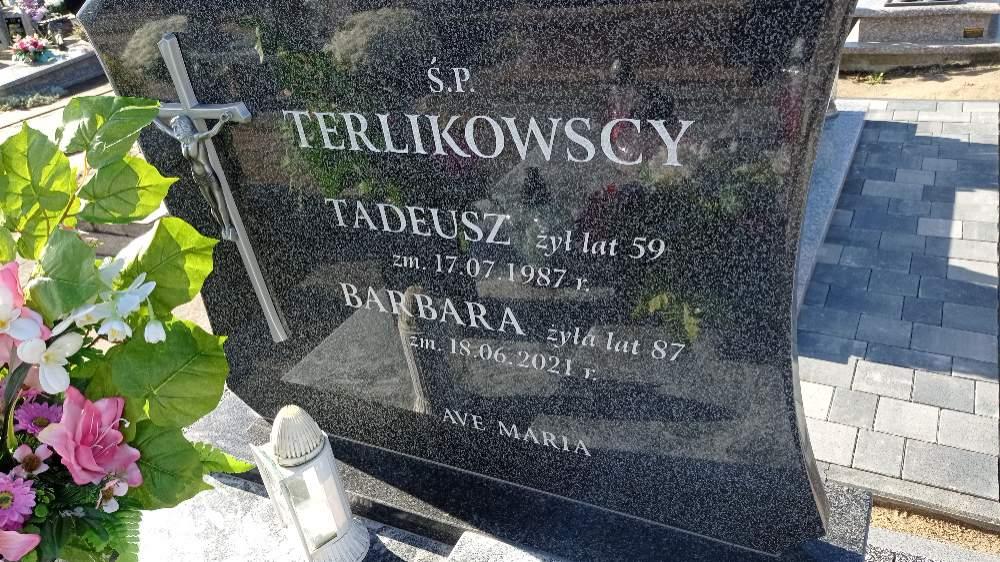 Ś.P.
TERLIKOWSCY
TADEUSZ żył lat 59
zm. 17.07.1987 r.
BARBARA żyła lat 87
zm. 18.06.2021 r.
AVE MARIA